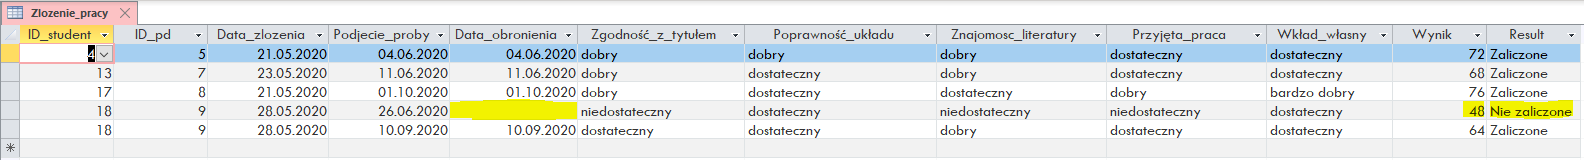 Zlozenie_pracy
ID_student ID_pd Data_zlozenia Podjecie_proby Data_obronienia Zgodność_z_tytułem Poprawność_układu Znajomosc_literatury Przyjęta_praca Wkład_własny Wynik Result
4 5 21.05.2020 04.06.2020 04.06.2020 dobry dobry dobry dostateczny dostateczny 72 Zaliczone
13 7 23.05.2020 11.06.2020 11.06.2020 dobry dostateczny dobry dostateczny dostateczny 68 Zaliczone
17 8 21.05.2020 01.10.2020 01.10.2020 dobry dostateczny dostateczny dobry bardzo dobry 76 Zaliczone
18 9 28.05.2020 26.06.2020 niedostateczny dostateczny niedostateczny niedostateczny dostateczny 48 Nie zaliczone
18 9 28.05.2020 10.09.2020 10.09.2020 dostateczny dostateczny dobry dostateczny dostateczny 64 Zaliczone